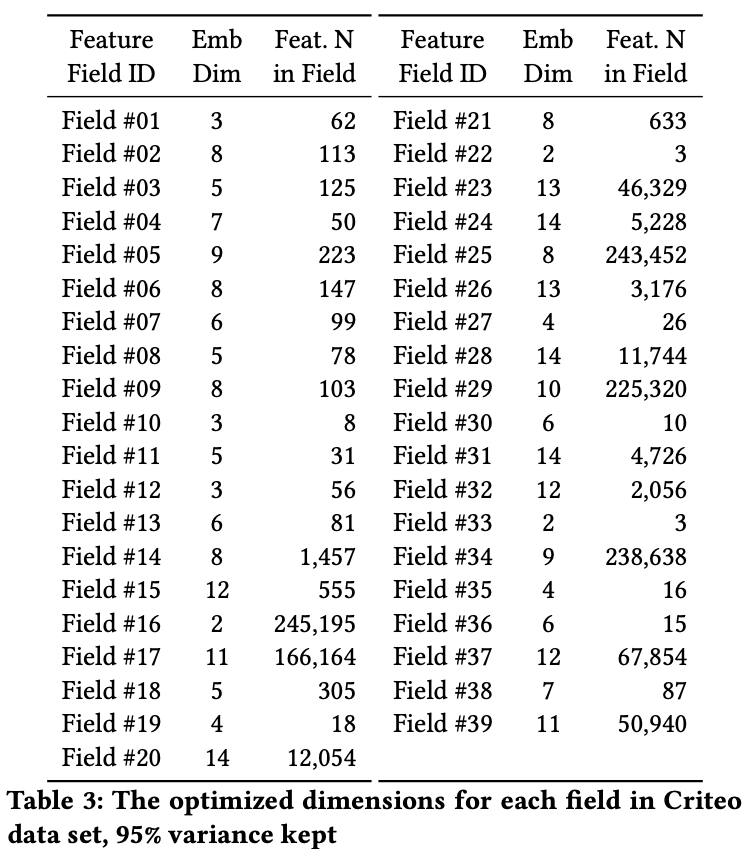 Feature Emb Feat. N Feature Emb Feat. N
Field ID Dim in Field Field ID Dim in Field
Field #01 3 62 Field #21 8 633
Field #02 8 113 Field #22 2 3
Field #03 5 125 Field #23 13 46,329
Field #04 7 50 Field #24 14 5,228
Field #05 9 223 Field #25 8 243,452
Field #06 8 147 Field #26 13 3,176
Field #07 6 99 Field #27 4 26
Field #08 5 78 Field #28 14 11,744
Field #09 8 103 Field #29 10 225,320
Field #10 3 8 Field #30 6 10
Field #11 5 31 Field #31 14 4,726
Field #12 3 56 Field #32 12 2,056
Field #13 6 81 Field #33 2 3
Field #14 8 1,457 Field #34 9 238,638
Field #15 12 555 Field #35 4 16
Field #16 2 245,195 Field #36 6 15
Field #17 11 166,164 Field #37 12 67,854
Field #18 5 305 Field #38 7 87
Field #19 4 18 Field #39 11 50,940
Field #20 14 12,054
Table 3: The optimized dimensions for each field in Criteo
data set, 95% variance kept